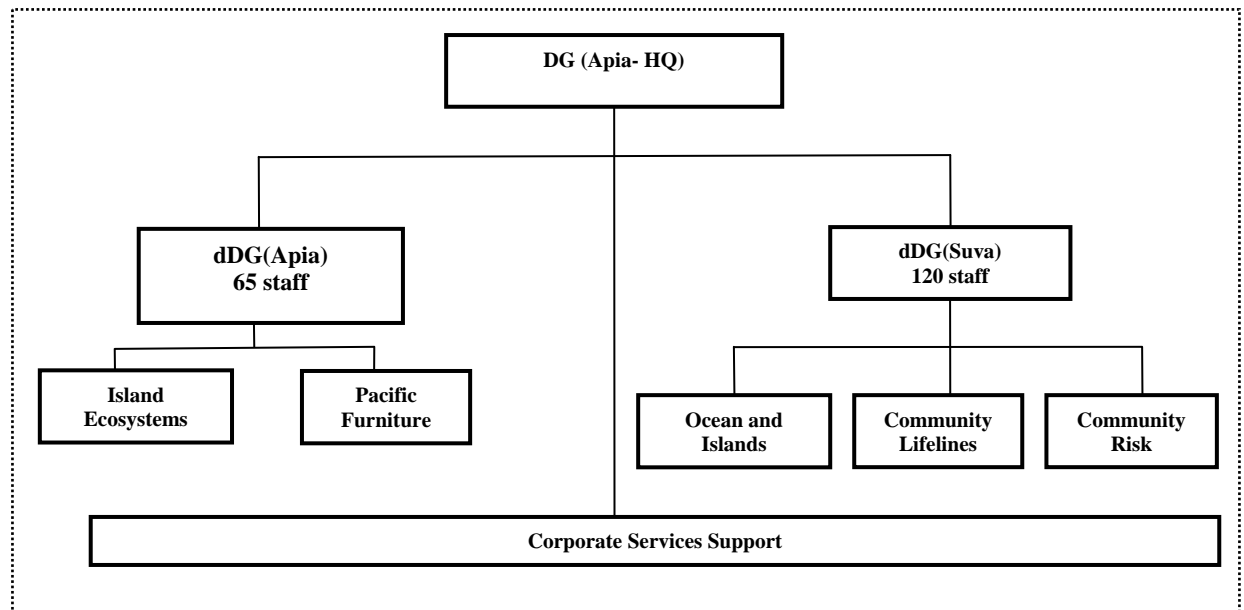 DG (Apia- HQ)
dDG(Apia)
65 staff
dDG(Suva)
120 staff
Island
Ecosystems
Pacific
Furniture
Ocean and
Islands
Community
Lifelines
Community
Risk
Corporate Services Support